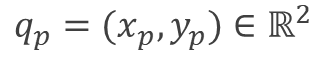 q_p = (x_p, y_p) ∈ ℝ²